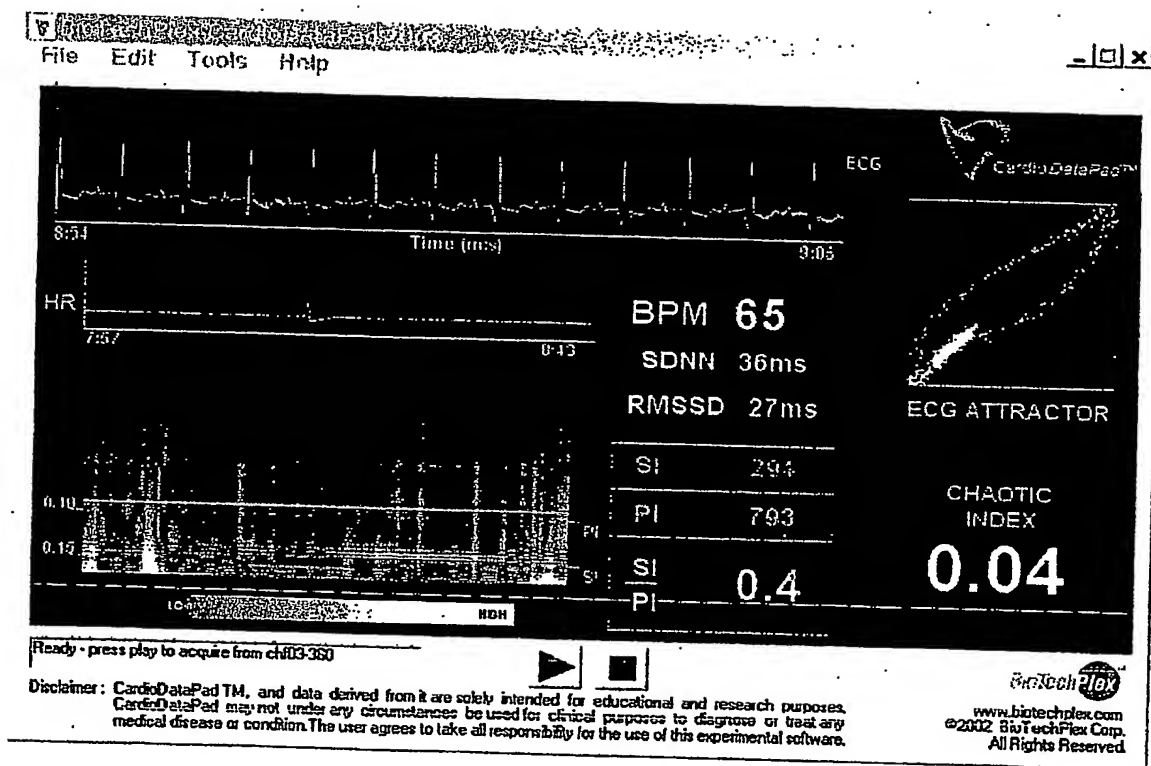 File Edit Tools Help
ECG
CardioDataPad™
8:54 Time (ms) 9:05
HR
7:57 8:43
BPM 65
SDNN 36ms
RMSSD 27ms
ECG ATTRACTOR
SI 294
PI 793
SI
PI 0.4
CHAOTIC
INDEX
0.04
0.10
PI
0.15
SI
LOW HIGH
Ready - press play to acquire from chf03-360
Disclaimer: CardioDataPad TM, and data derived from it are solely intended for educational and research purposes.
CardioDataPad may not under any circumstances be used for clinical purposes to diagnose or treat any
medical disease or condition. The user agrees to take all responsibility for the use of this experimental software.
BioTechPlex
www.biotechplex.com
©2002 BioTechPlex Corp.
All Rights Reserved